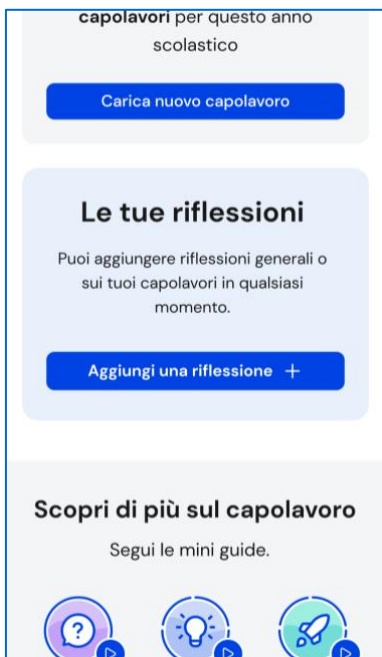 capolavori per questo anno
scolastico
Carica nuovo capolavoro
Le tue riflessioni
Puoi aggiungere riflessioni generali o
sui tuoi capolavori in qualsiasi
momento.
Aggiungi una riflessione +
Scopri di più sul capolavoro
Segui le mini guide.